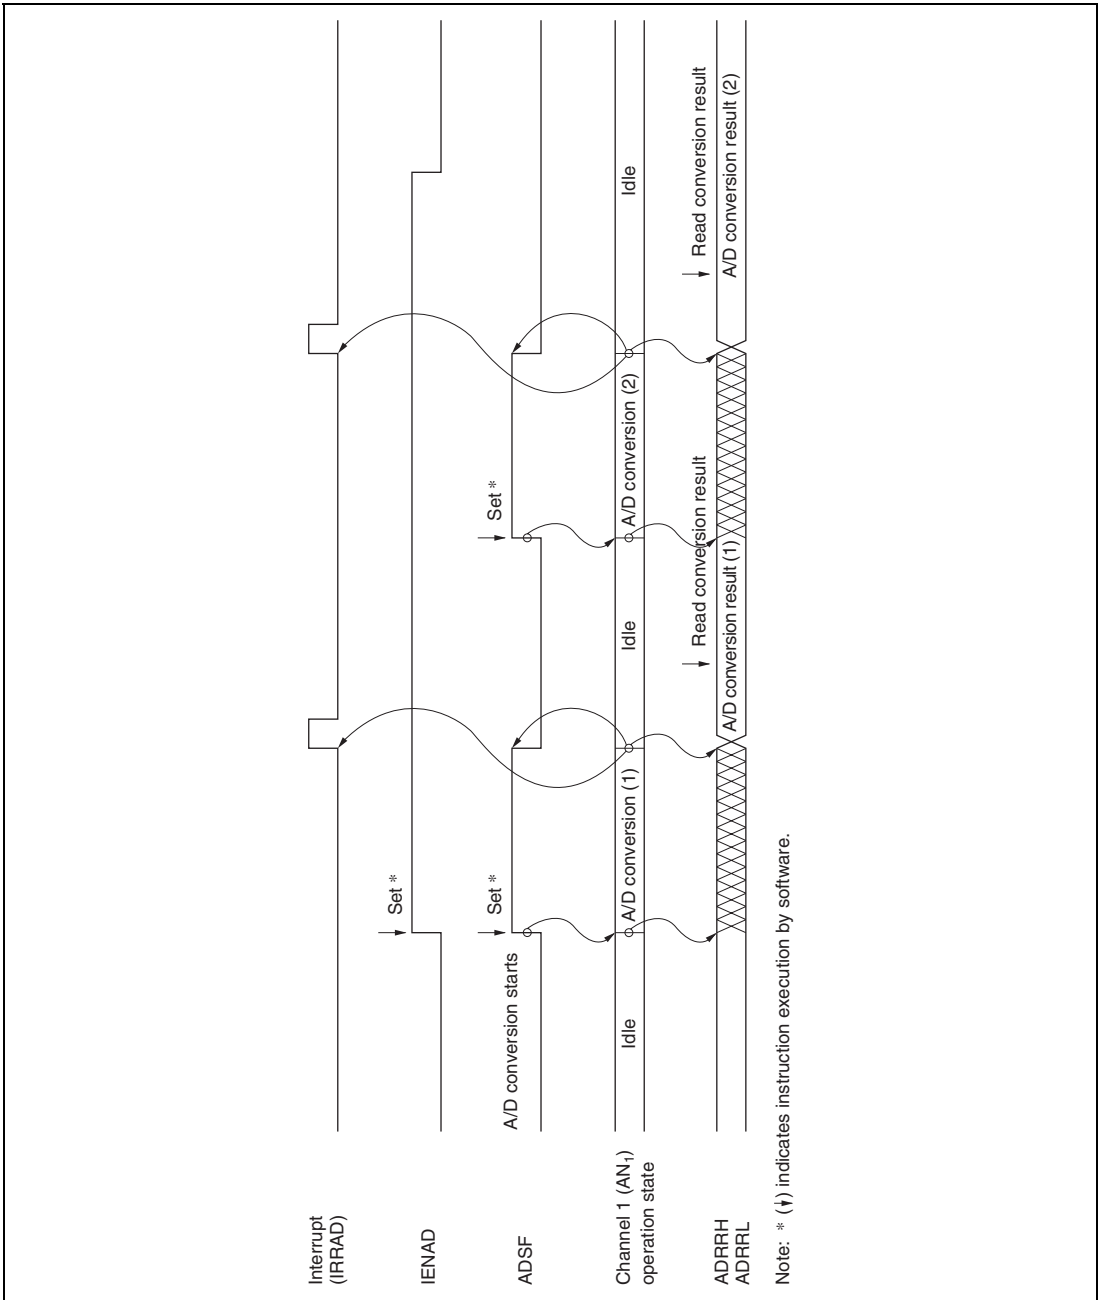 Interrupt
(IRRAD)
IENAD
Set *
ADSF
A/D conversion starts
Set *
Set *
Channel 1 (AN1)
operation state
Idle
A/D conversion (1)
Idle
A/D conversion (2)
Idle
Read conversion result
Read conversion result
ADRRH
ADRRL
A/D conversion result (1)
A/D conversion result (2)
Note: * (↓) indicates instruction execution by software.